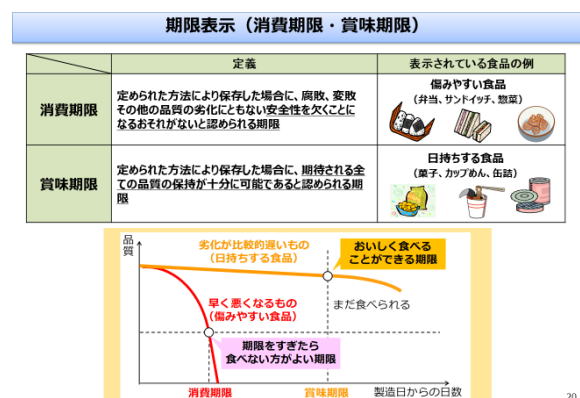 期限表示（消費期限・賞味期限）
定義
表示されている食品の例
消費期限
定められた方法により保存した場合に、腐敗、変敗
その他の品質の劣化にともない安全性を欠くことに
なるおそれがないと認められる期限
傷みやすい食品
（弁当、サンドイッチ、惣菜）
賞味期限
定められた方法により保存した場合に、期待される全
ての品質の保持が十分に可能であると認められる期
限
日持ちする食品
（菓子、カップめん、缶詰）
品質
劣化が比較的遅いもの
（日持ちする食品）
おいしく食べる
ことができる期限
早く悪くなるもの
（傷みやすい食品）
まだ食べられる
期限をすぎたら
食べない方がよい期限
消費期限
賞味期限
製造日からの日数
20